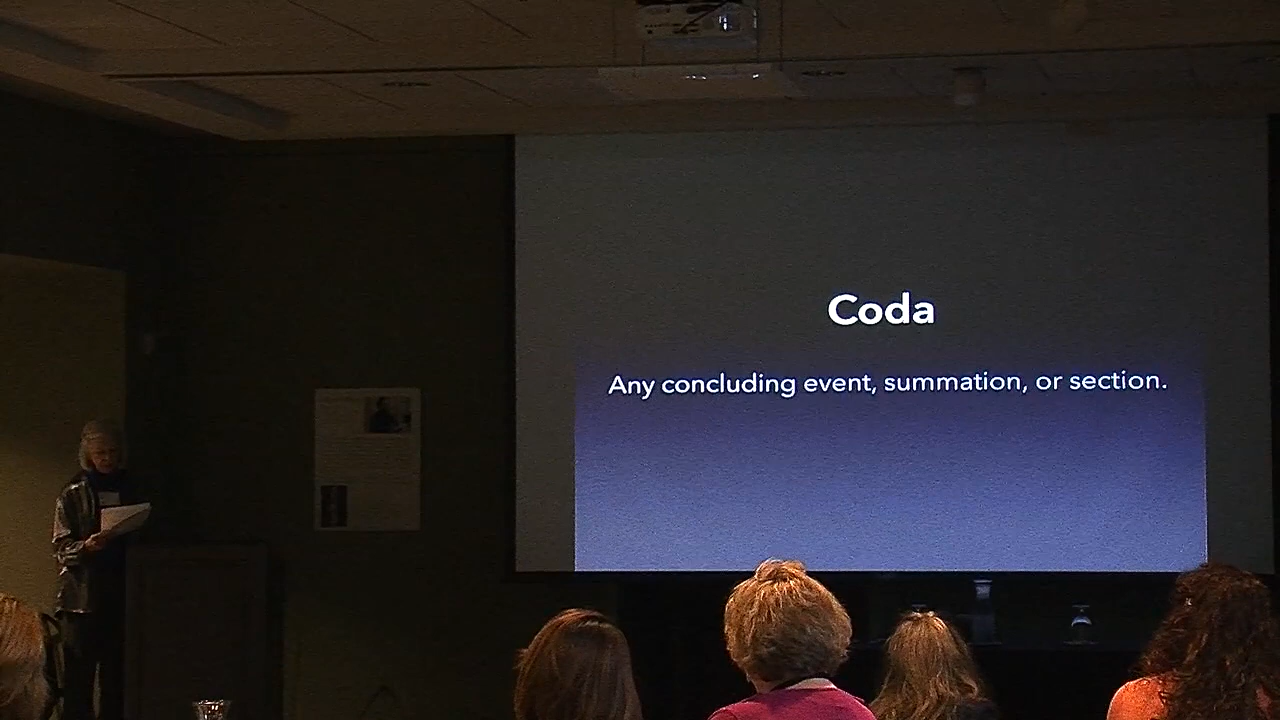 Coda
Any concluding event, summation, or section.